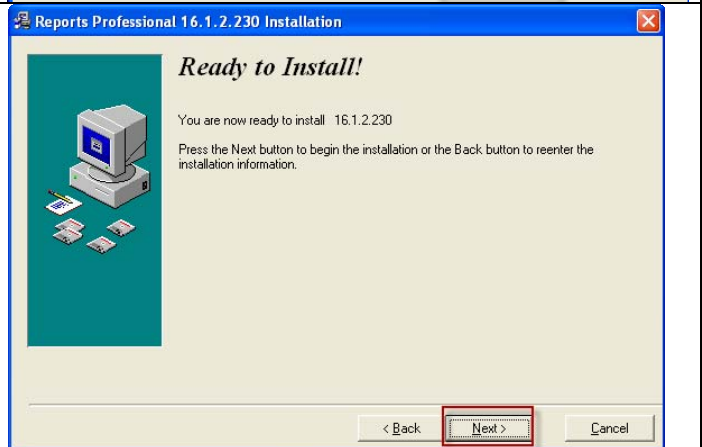 Reports Professional 16.1.2.230 Installation
Ready to Install!
You are now ready to install 16.1.2.230
Press the Next button to begin the installation or the Back button to reenter the
installation information.
< Back Next > Cancel